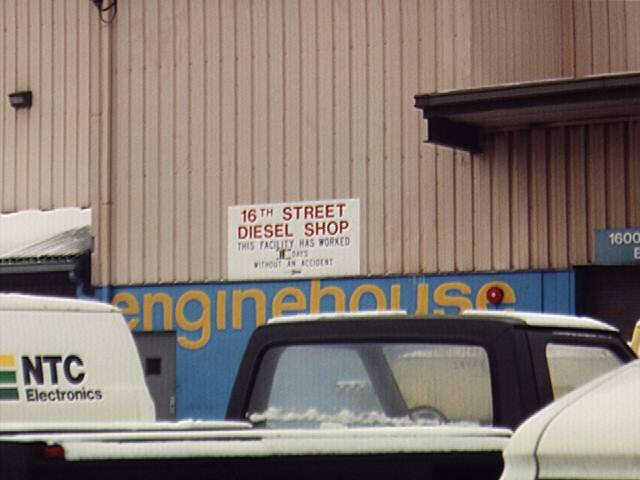 16TH STREET
DIESEL SHOP
THIS FACILITY HAS WORKED
DAYS
WITHOUT AN ACCIDENT
1600
enginehouse
NTC
Electronics